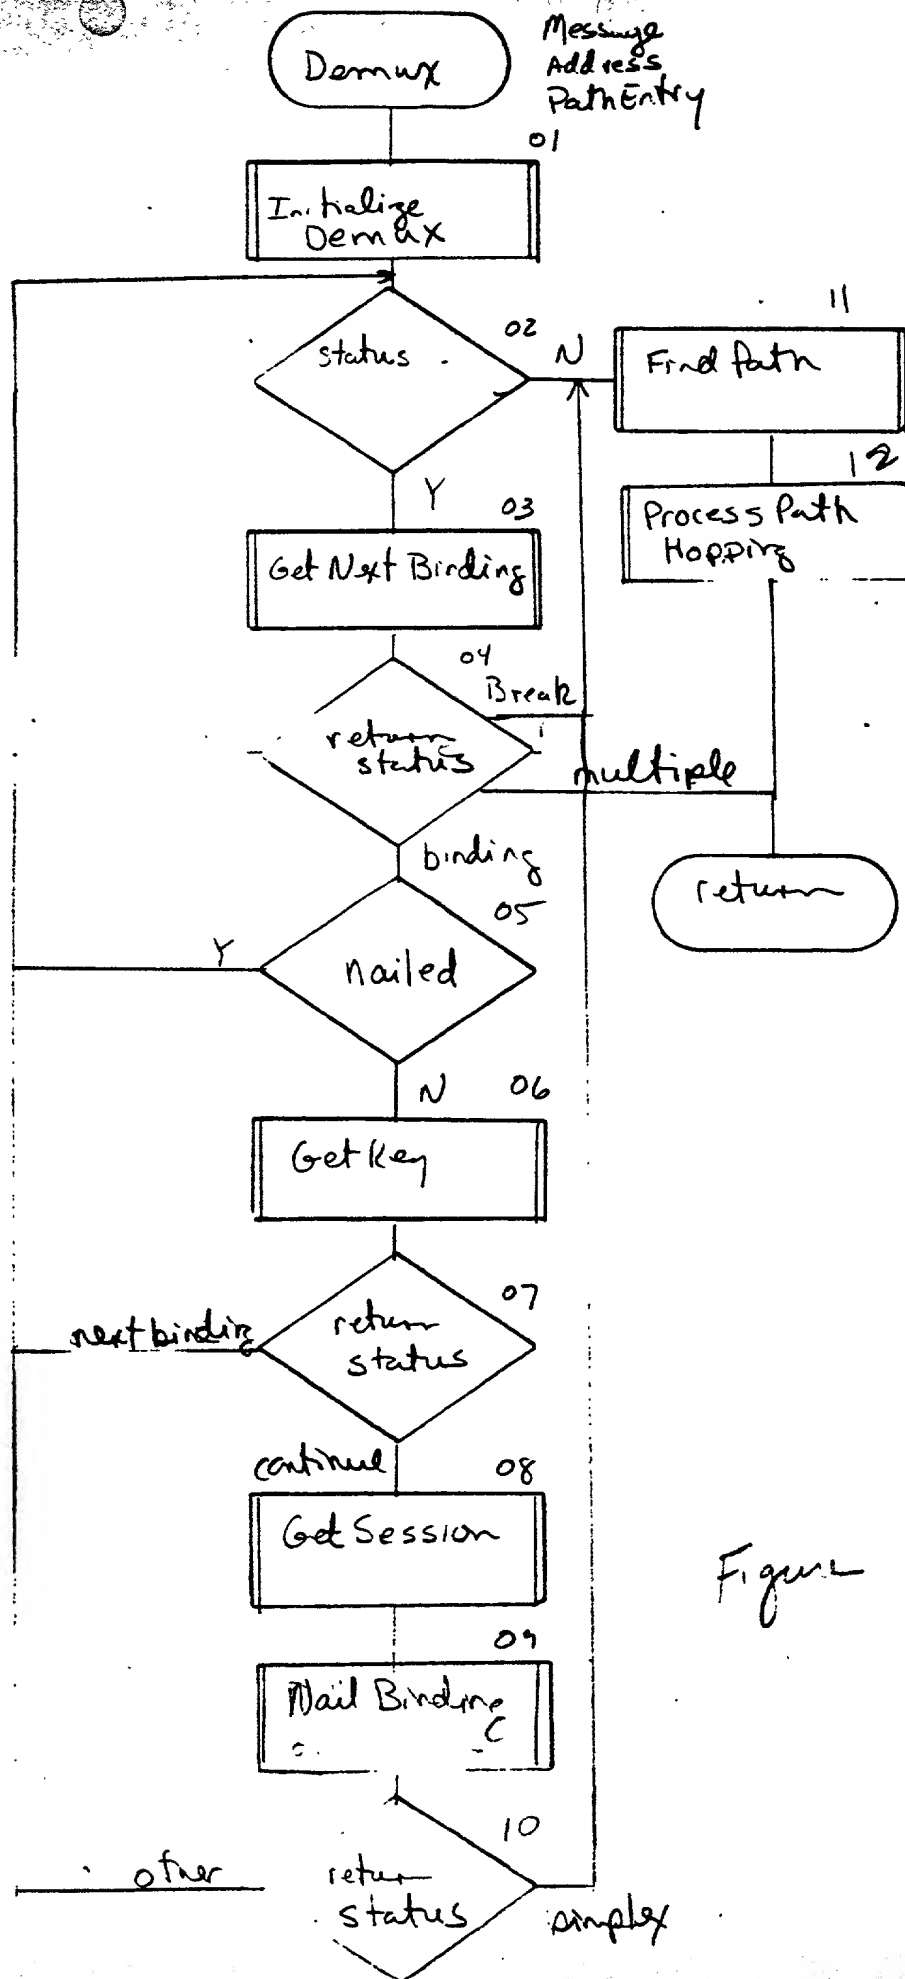 Demux
Message
Address
PathEntry
01
Initialize
Demux
02
status
N
11
Find Path
12
Process Path
Hopping
Y
03
Get Next Binding
04
Break
return
status
multiple
binding
return
05
Y
nailed
N
06
Get Key
07
next binding
return
status
continue
08
Get Session
Figure
09
Nail Binding
10
other
return
status
simplex